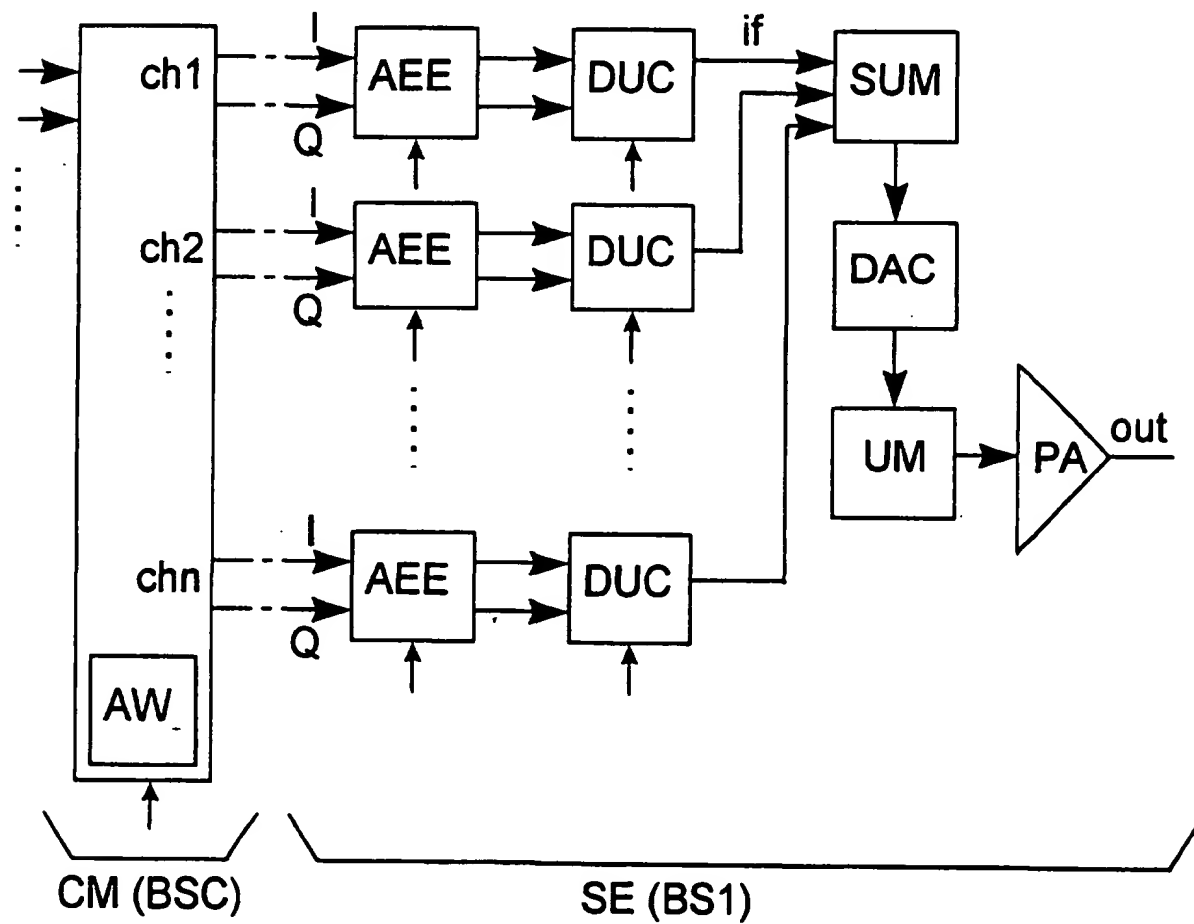 I
if
ch1
AEE
DUC
SUM
Q
I
ch2
AEE
DUC
Q
DAC
UM
PA
out
I
chn
AEE
DUC
Q
AW
CM (BSC)
SE (BS1)